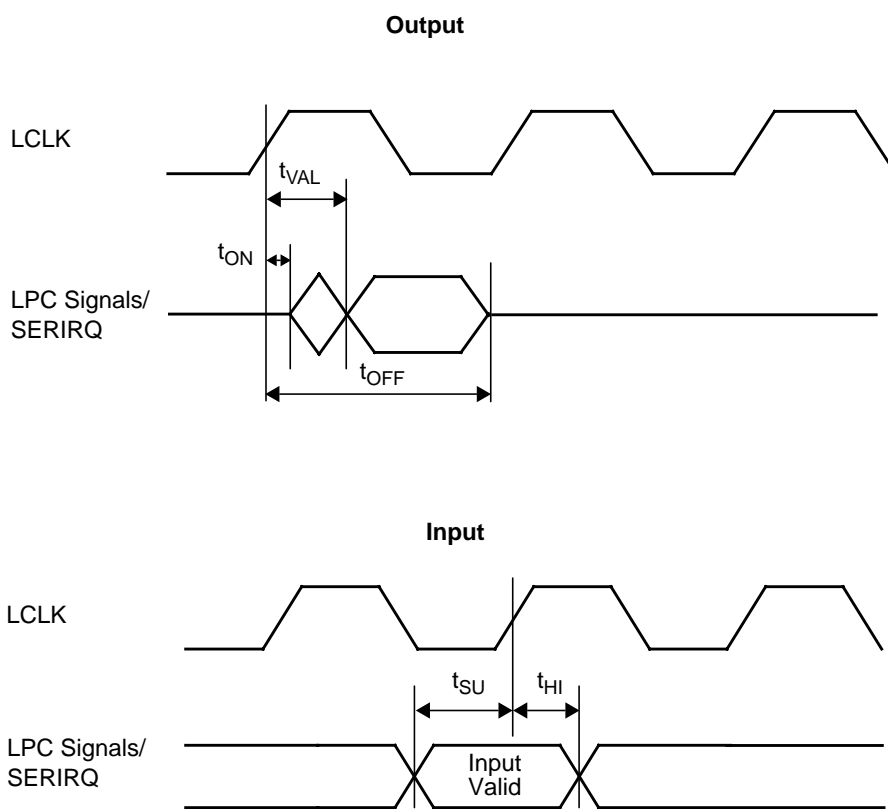 Output
LCLK
tVAL
tON
LPC Signals/
SERIRQ
tOFF
Input
LCLK
tSU
tHI
LPC Signals/
SERIRQ
Input
Valid